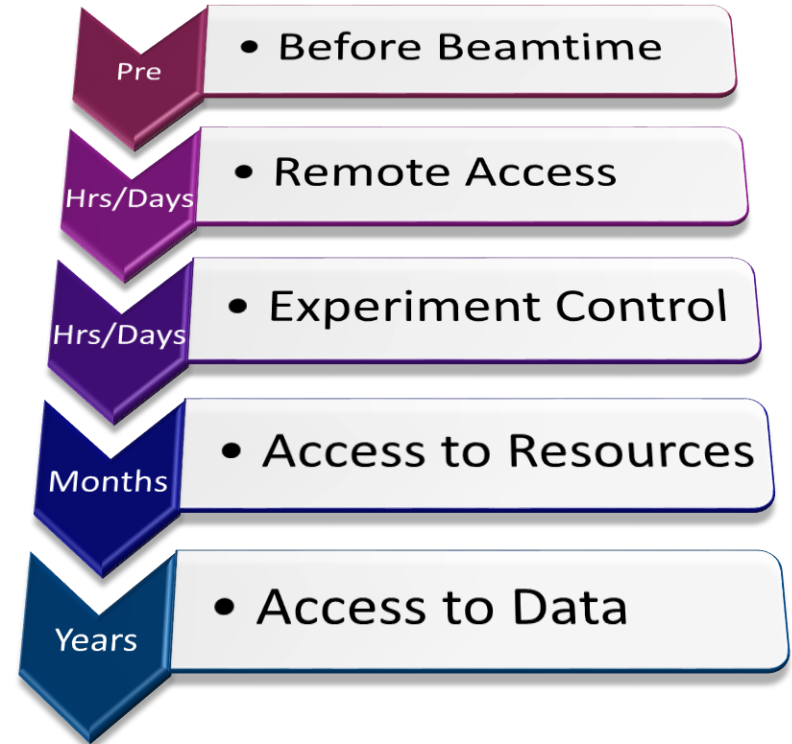 Pre
• Before Beamtime
Hrs/Days
• Remote Access
Hrs/Days
• Experiment Control
Months
• Access to Resources
Years
• Access to Data